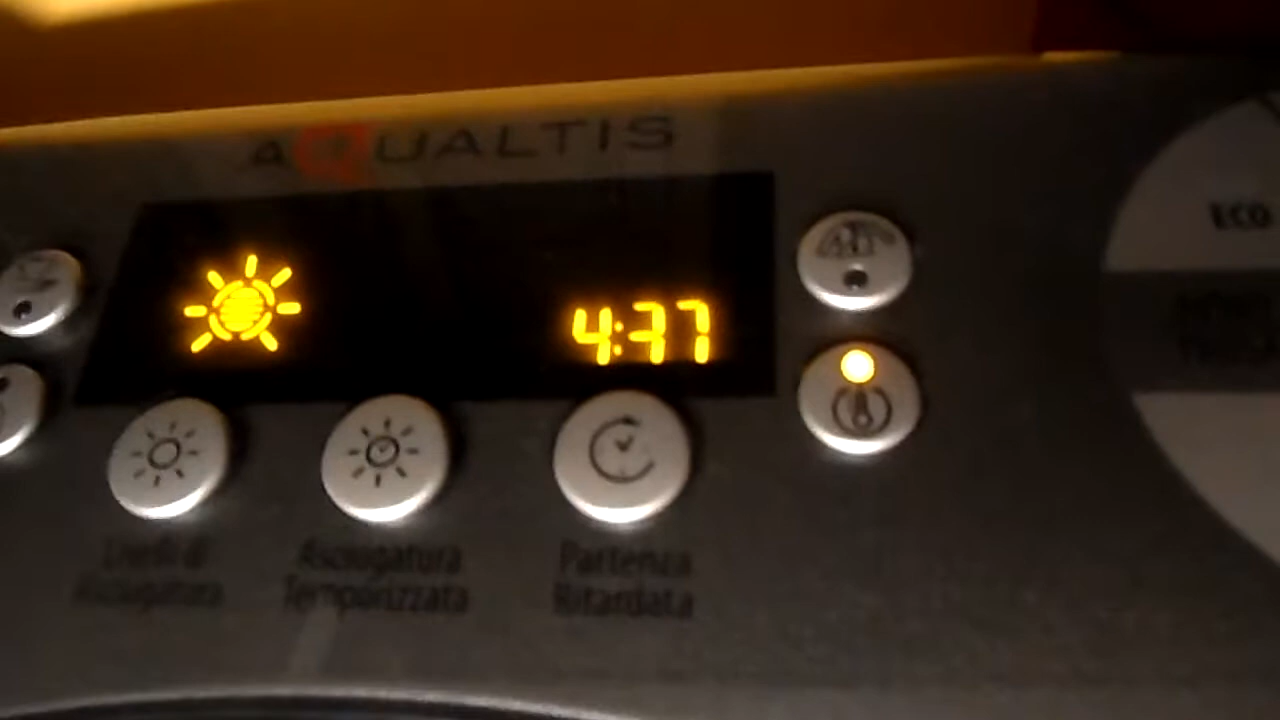 AQUALTIS
4:37
ECO
Livelli di
Asciugatura
Asciugatura
Temporizzata
Partenza
Ritardata